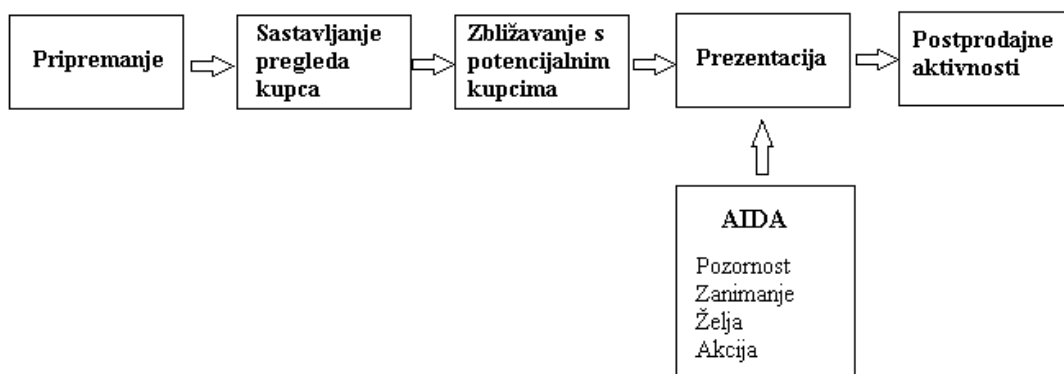 Pripremanje
Sastavljanje
pregleda
kupca
Zbližavanje s
potencijalnim
kupcima
Prezentacija
Postprodajne
aktivnosti
AIDA
Pozornost
Zanimanje
Želja
Akcija